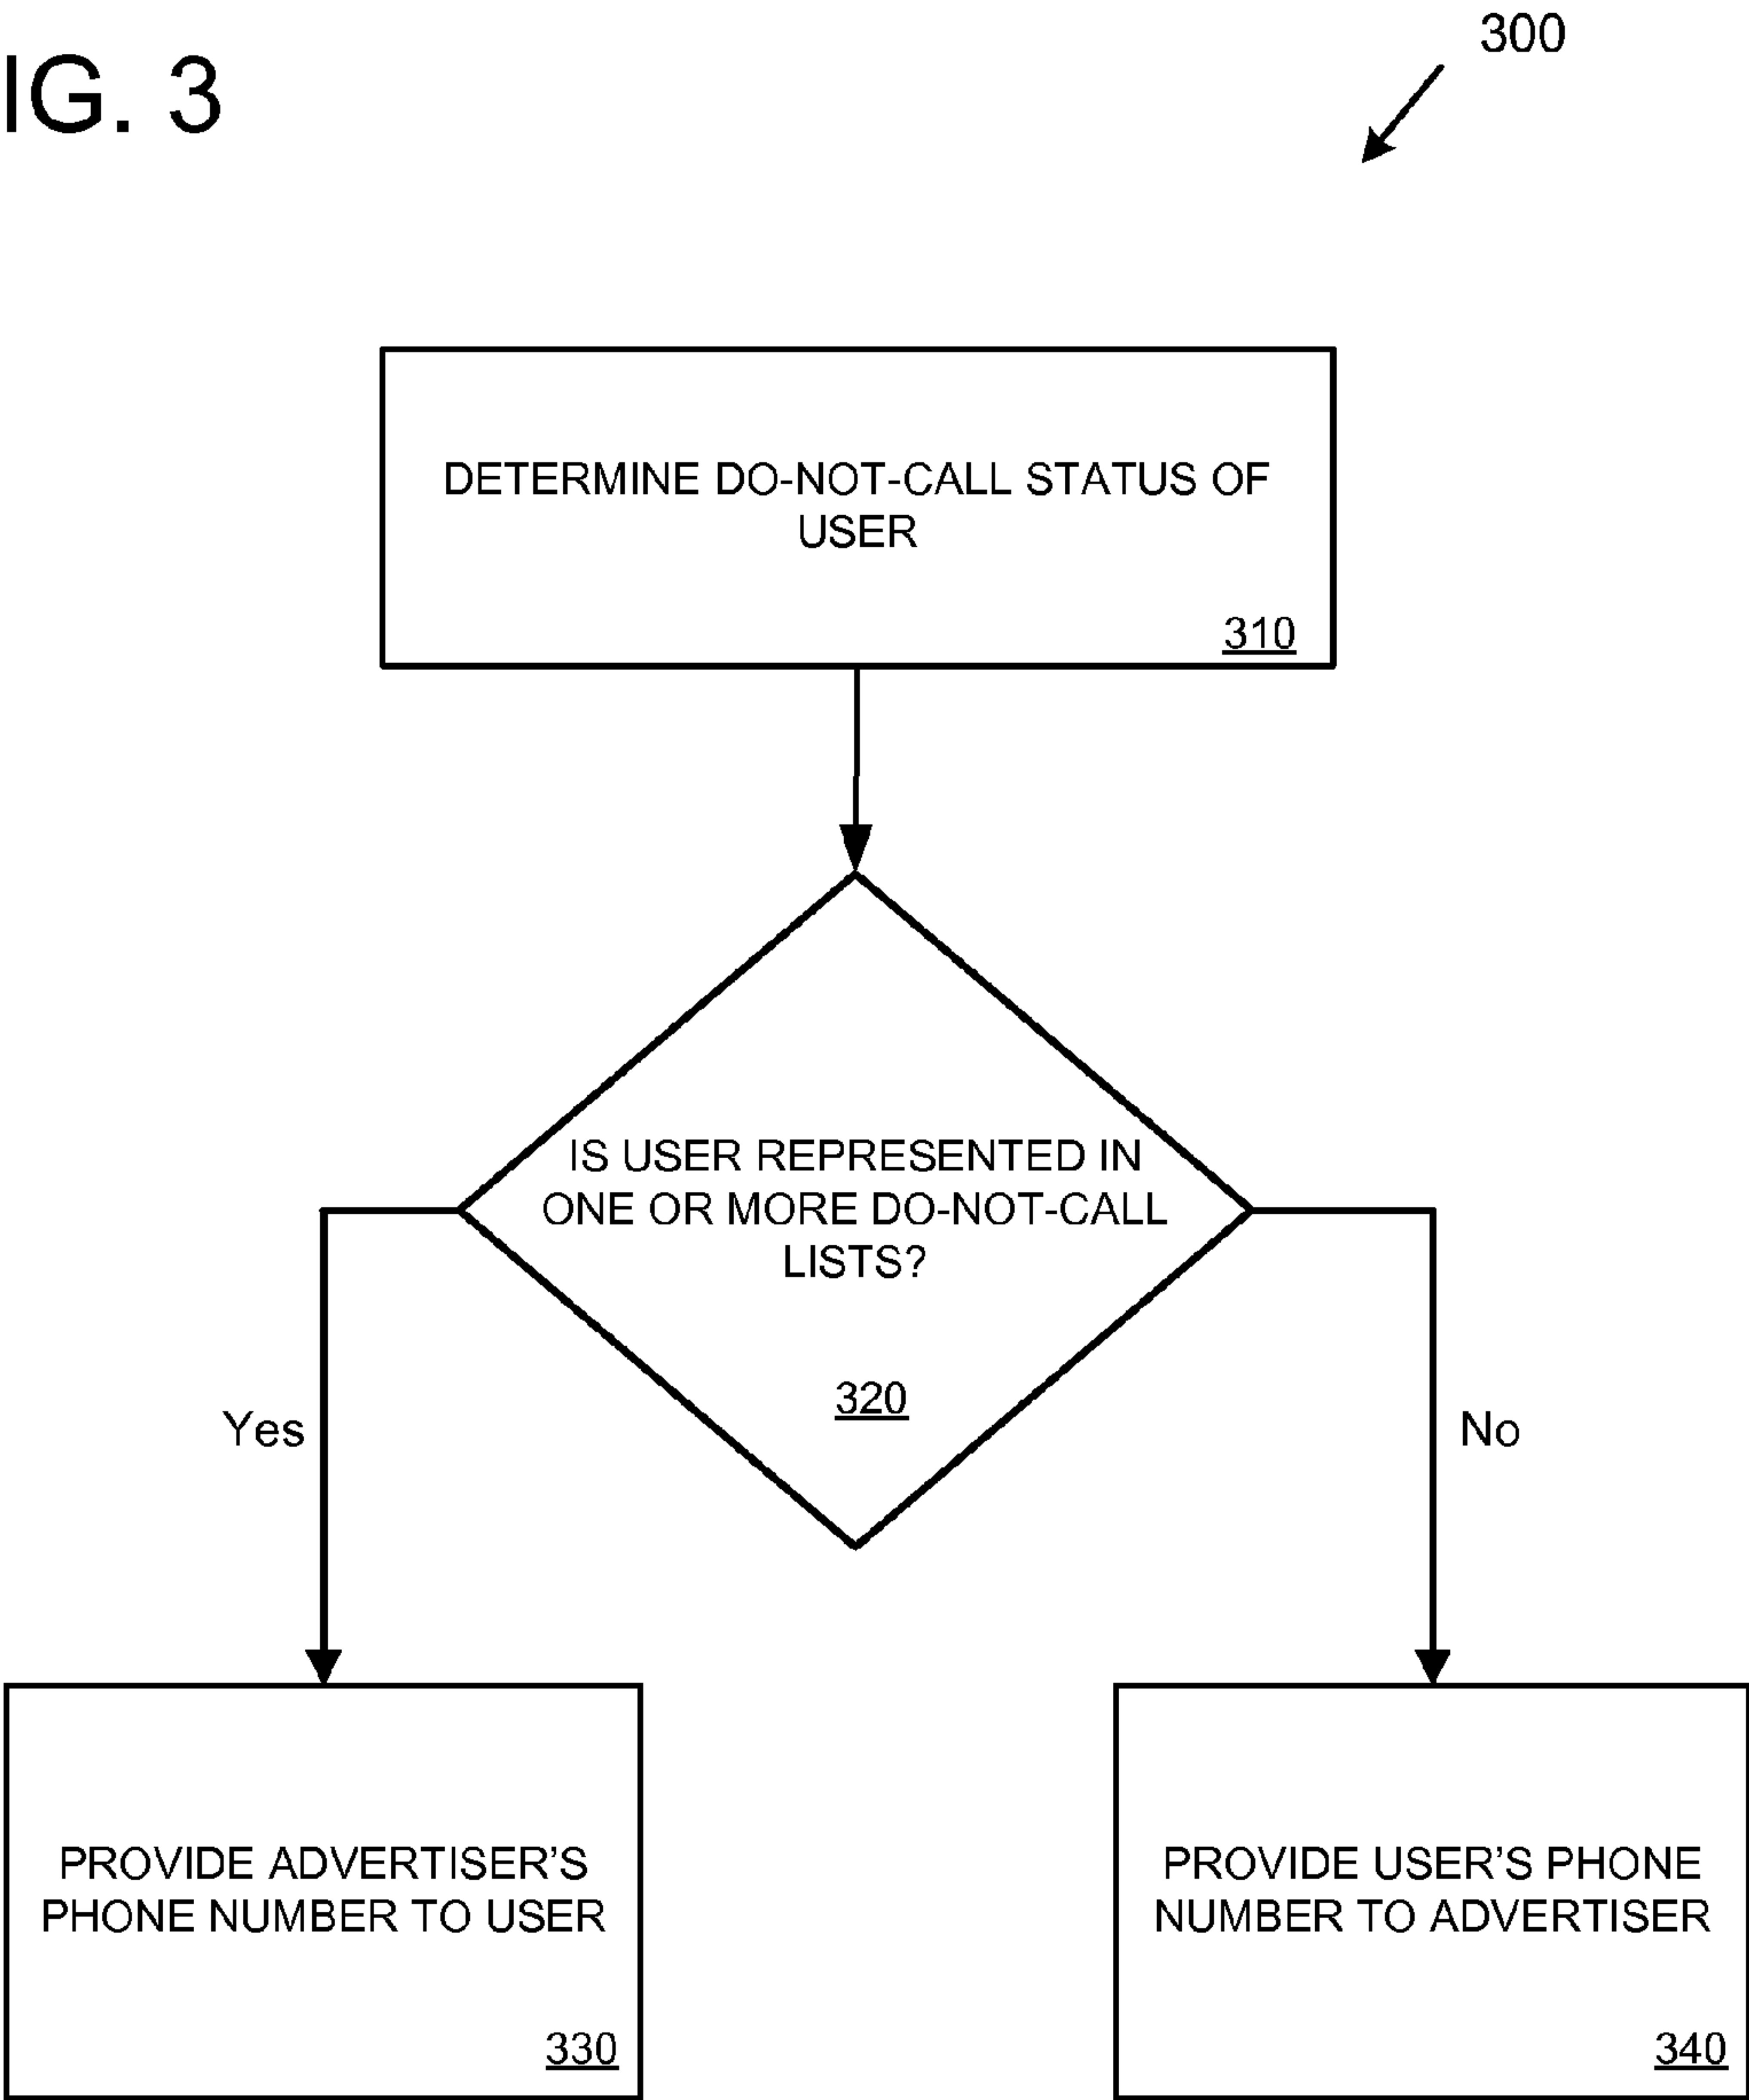 IG. 3
300
DETERMINE DO-NOT-CALL STATUS OF
USER
310
IS USER REPRESENTED IN
ONE OR MORE DO-NOT-CALL
LISTS?
320
Yes
No
PROVIDE ADVERTISER'S
PHONE NUMBER TO USER
330
PROVIDE USER'S PHONE
NUMBER TO ADVERTISER
340